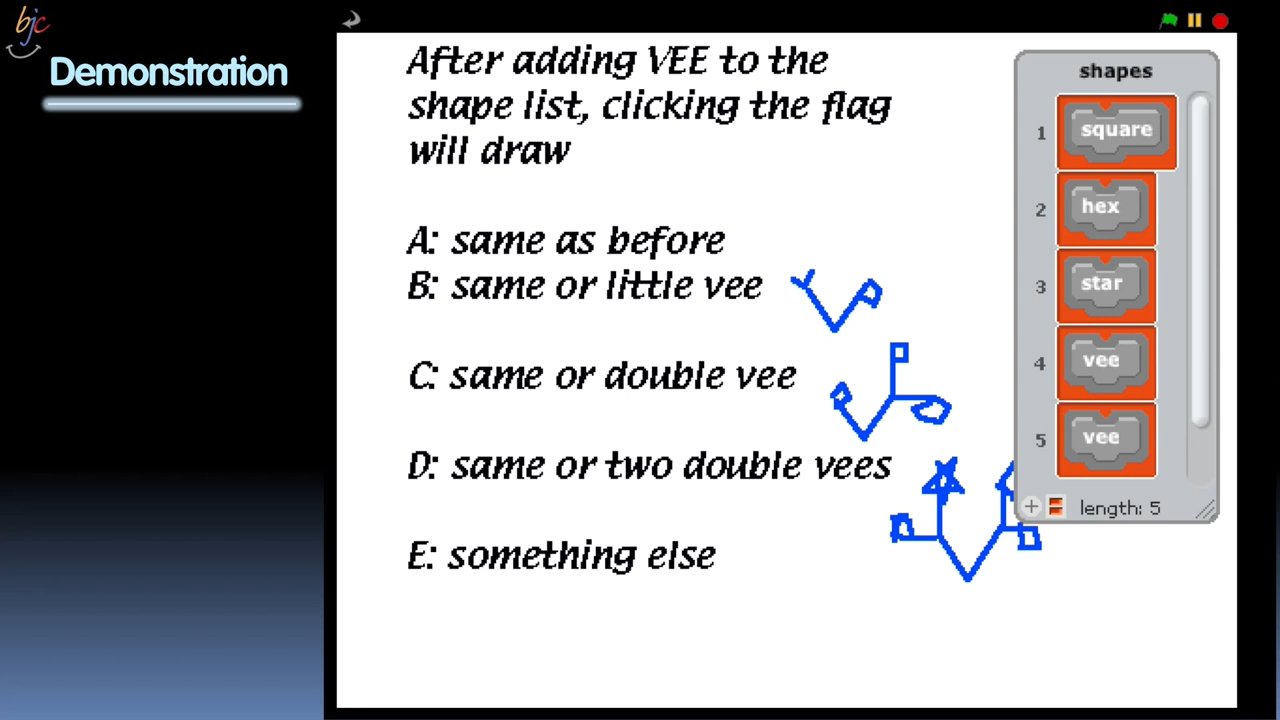 bjc
Demonstration
After adding VEE to the
shape list, clicking the flag
will draw
A: same as before
B: same or little vee
C: same or double vee
D: same or two double vees
E: something else
shapes
1 square
2 hex
3 star
4 vee
5 vee
+ length: 5